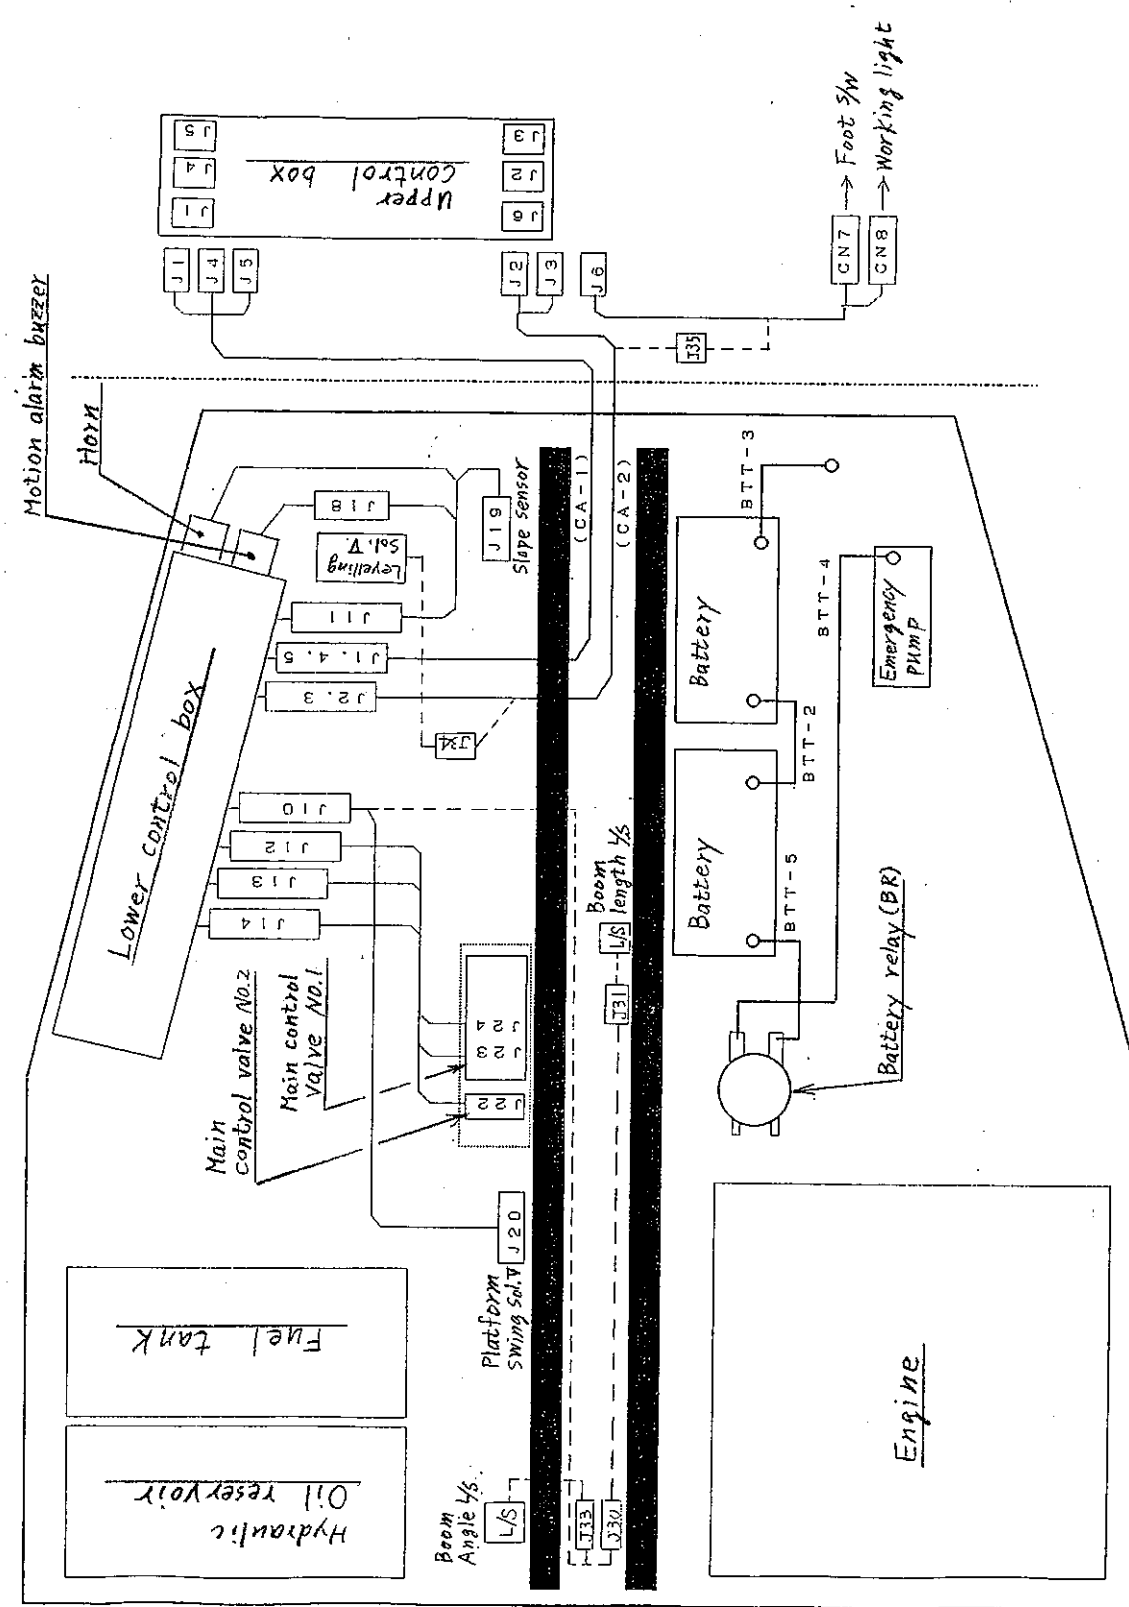 Motion alarm buzzer
Horn
J5
J4
J1
Upper
control box
J3
J2
J6
J1
J4
J5
J2
J3
J6
J35
CN7
→ Foot S/W
CN8
→ Working light
Lower control box
J18
Levelling
Sol. V.
J19
Slope sensor
J11
J1.4.5
J2.3
J34
J10
J12
J13
J14
(CA-1)
(CA-2)
Main
control valve NO.2
Main control
valve NO.1
J24
J23
J22
J20
Platform
swing Sol.V
Boom
length L/S
L/S
J31
Boom
Angle L/S
L/S
J33
J30
Fuel tank
Hydraulic
Oil reservoir
Battery
Battery
BTT-3
BTT-4
BTT-2
BTT-5
Emergency
pump
Battery relay(BR)
Engine